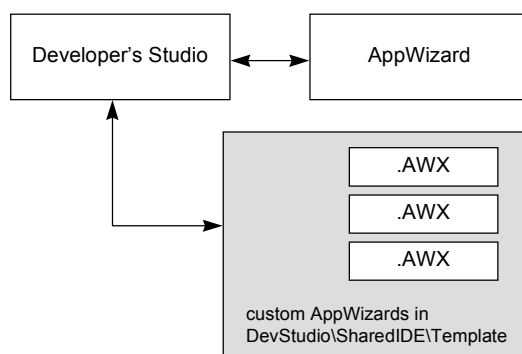 Developer's Studio
AppWizard
.AWX
.AWX
.AWX
custom AppWizards in
DevStudio\SharedIDE\Template